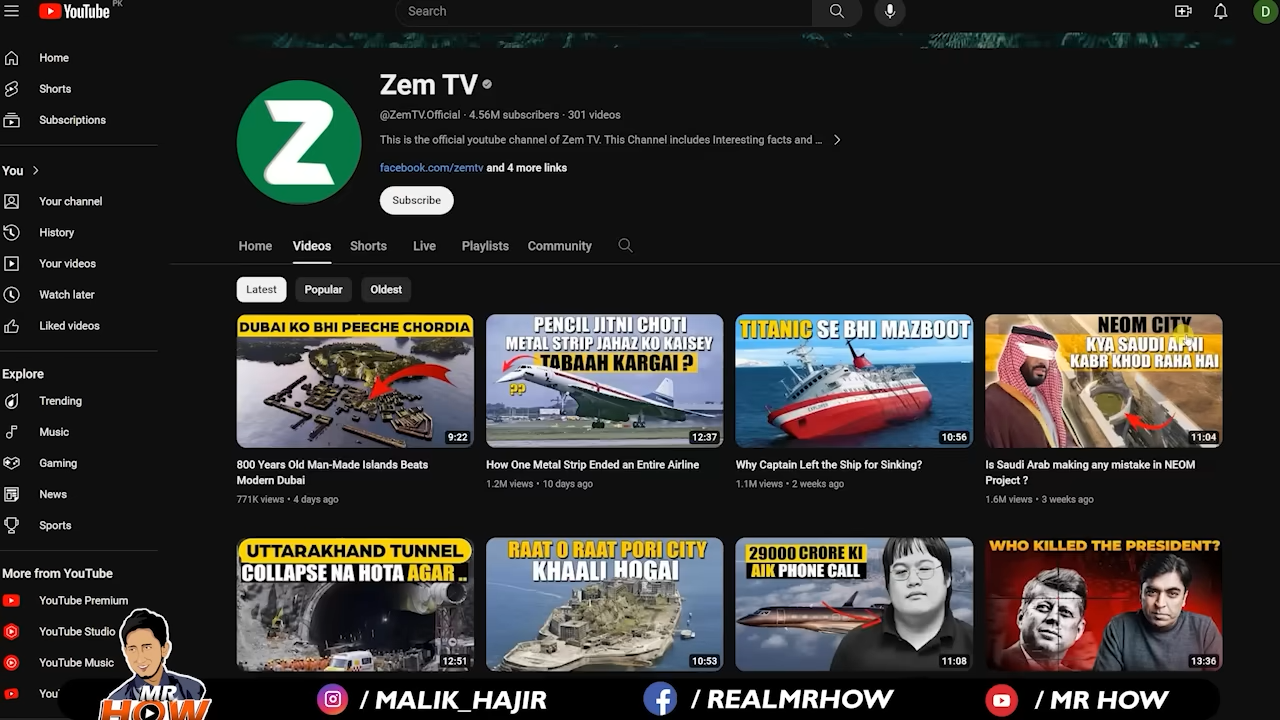 YouTube PK
Search
D
Home
Shorts
Subscriptions
You
Your channel
History
Your videos
Watch later
Liked videos
Explore
Trending
Music
Gaming
News
Sports
More from YouTube
YouTube Premium
YouTube Studio
YouTube Music
Z
Zem TV
@ZemTV.Official · 4.56M subscribers · 301 videos
This is the official youtube channel of Zem TV. This Channel includes Interesting facts and ...
facebook.com/zemtv and 4 more links
Subscribe
Home Videos Shorts Live Playlists Community
Latest Popular Oldest
DUBAI KO BHI PEECHE CHORDIA
9:22
800 Years Old Man-Made Islands Beats
Modern Dubai
771K views • 4 days ago
PENCIL JITNI CHOTI
METAL STRIP JAHAZ KO KAISEY
TABAAH KARGAI ?
??
12:37
How One Metal Strip Ended an Entire Airline
1.2M views • 10 days ago
TITANIC SE BHI MAZBOOT
EXPLORER
10:56
Why Captain Left the Ship for Sinking?
1.1M views • 2 weeks ago
NEOM CITY
KYA SAUDI APNI
KABR KHOD RAHA HAI
11:04
Is Saudi Arab making any mistake in NEOM
Project ?
1.6M views • 3 weeks ago
UTTARAKHAND TUNNEL
COLLAPSE NA HOTA AGAR ..
12:51
RAAT O RAAT PORI CITY
KHAALI HOGAI
10:53
29000 CRORE KI
AIK PHONE CALL
11:08
WHO KILLED THE PRESIDENT?
13:36
MR
HOW
/ MALIK_HAJIR
/ REALMRHOW
/ MR HOW